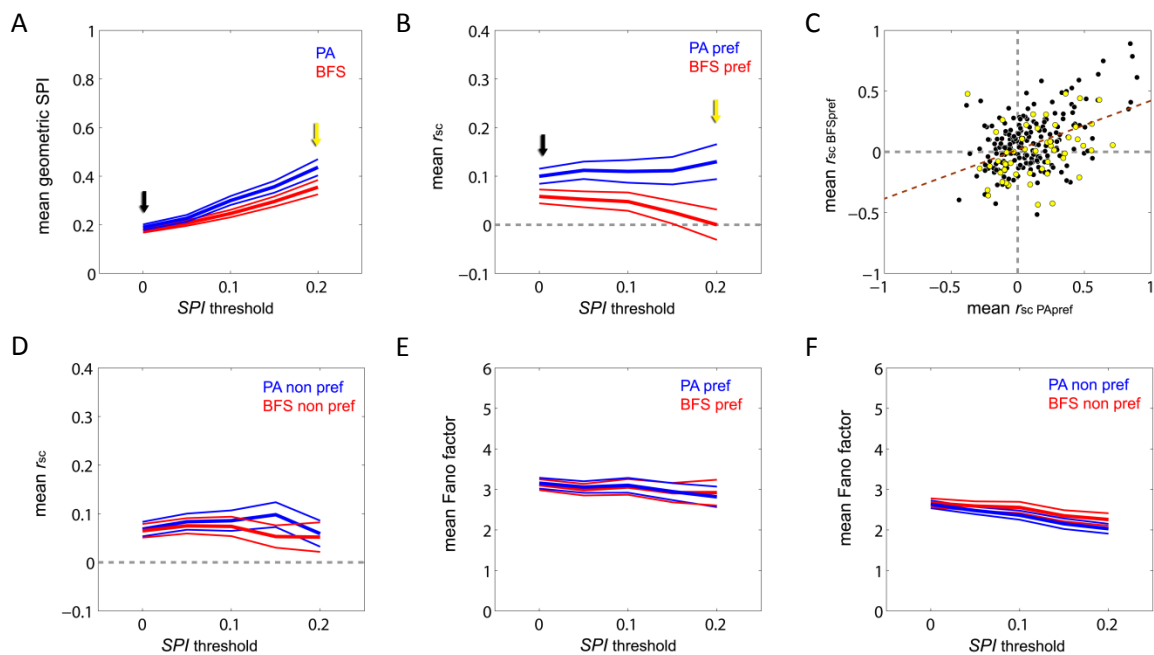 A
PA
BFS
mean geometric SPI
1
0.8
0.6
0.4
0.2
0
0
0.1
0.2
SPI threshold
B
PA pref
BFS pref
mean rsc
0.4
0.3
0.2
0.1
0
−0.1
0
0.1
0.2
SPI threshold
C
mean rsc BFSpref
1
0.5
0
−0.5
−1
−1
−0.5
0
0.5
1
mean rsc PApref
D
PA non pref
BFS non pref
mean rsc
0.4
0.3
0.2
0.1
0
−0.1
0
0.1
0.2
SPI threshold
E
PA pref
BFS pref
mean Fano factor
6
5
4
3
2
1
0
0
0.1
0.2
SPI threshold
F
PA non pref
BFS non pref
mean Fano factor
6
5
4
3
2
1
0
0
0.1
0.2
SPI threshold